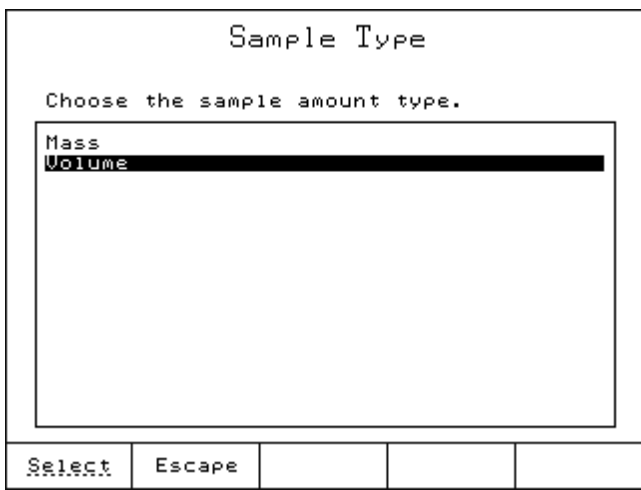 Sample Type
Choose the sample amount type.
Mass
Volume
Select Escape